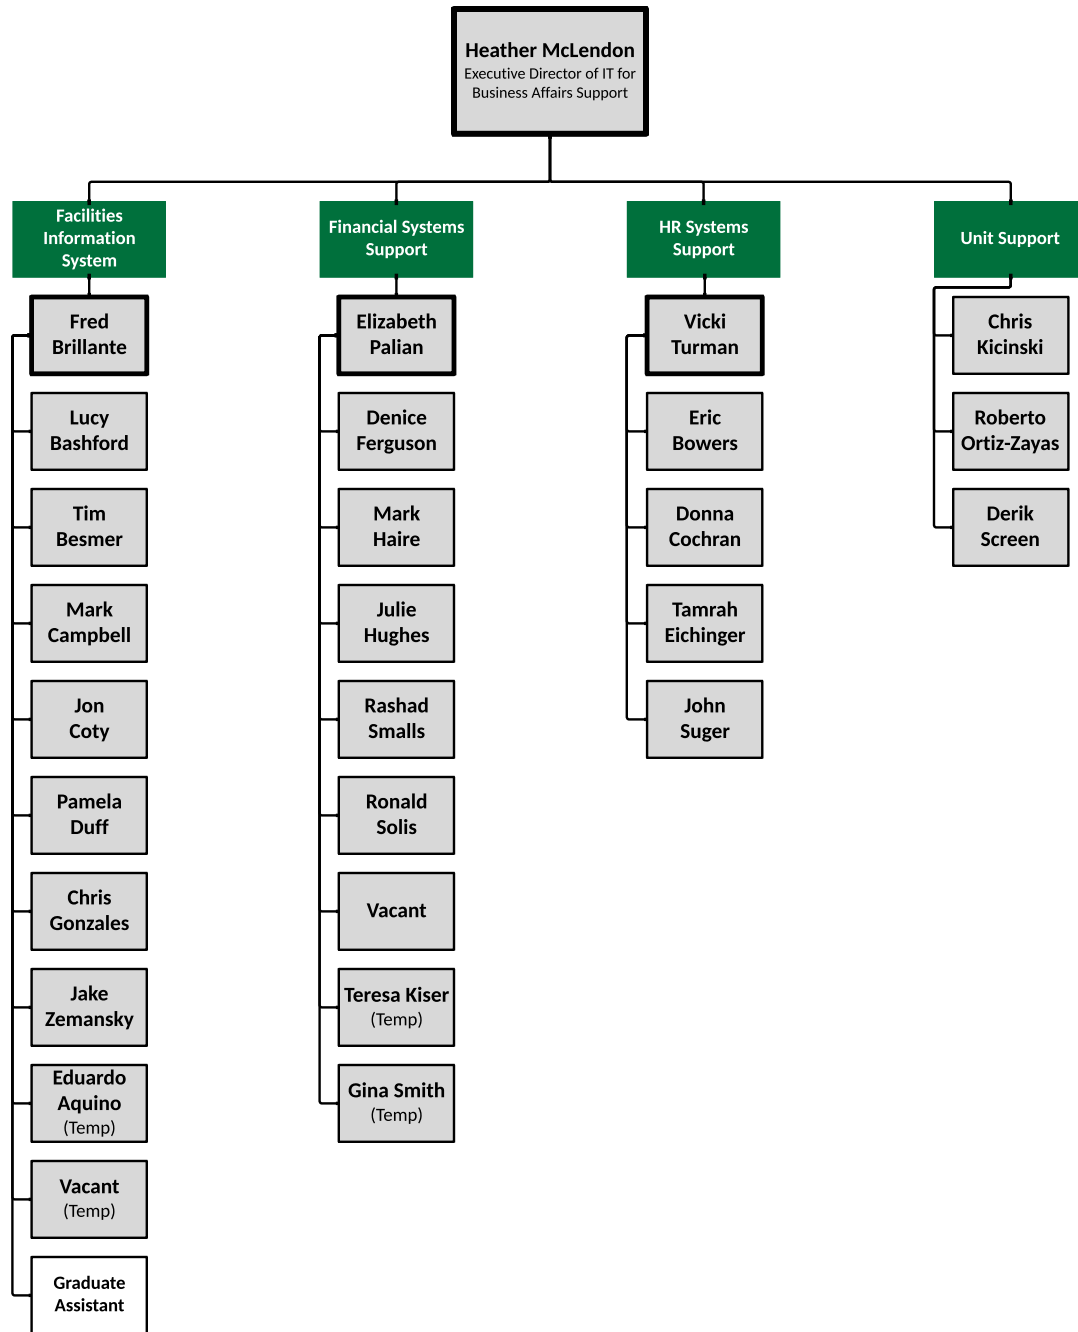 Heather McLendon
Executive Director of IT for
Business Affairs Support
Facilities
Information
System
Fred
Brillante
Lucy
Bashford
Tim
Besmer
Mark
Campbell
Jon
Coty
Pamela
Duff
Chris
Gonzales
Jake
Zemansky
Eduardo
Aquino
(Temp)
Vacant
(Temp)
Graduate
Assistant
Financial Systems
Support
Elizabeth
Palian
Denice
Ferguson
Mark
Haire
Julie
Hughes
Rashad
Smalls
Ronald
Solis
Vacant
Teresa Kiser
(Temp)
Gina Smith
(Temp)
HR Systems
Support
Vicki
Turman
Eric
Bowers
Donna
Cochran
Tamrah
Eichinger
John
Suger
Unit Support
Chris
Kicinski
Roberto
Ortiz-Zayas
Derik
Screen